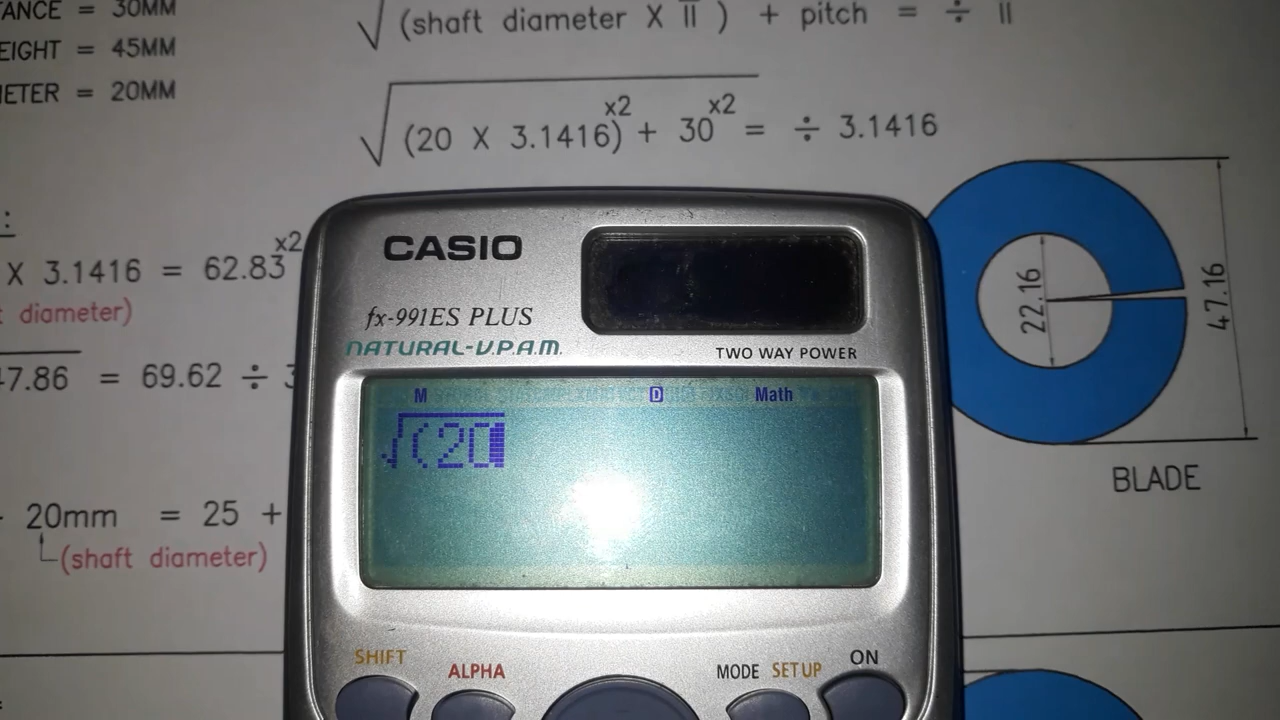 ANCE = 30MM
EIGHT = 45MM
METER = 20MM
√ (shaft diameter X π ) + pitch = ÷ π
√ (20 X 3.1416)x2 + 30x2 = ÷ 3.1416
:
X 3.1416 = 62.83x2
diameter)
47.86 = 69.62 ÷ 3
20mm = 25 +
(shaft diameter)
22.16
47.16
BLADE
CASIO
fx-991ES PLUS
NATURAL-V.P.A.M.
TWO WAY POWER
M D Math
√(20
SHIFT
ALPHA
MODE SETUP
ON